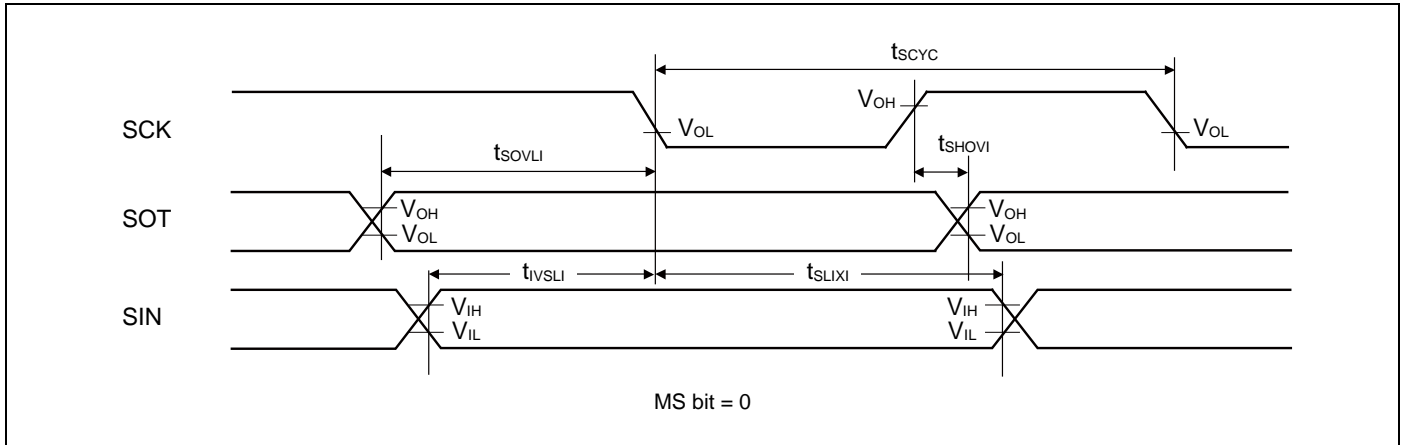 tSCYC
SCK
VOH
VOL
VOL
tSOVLI
tSHOVI
SOT
VOH
VOL
VOH
VOL
tIVSLI
tSLIXI
SIN
VIH
VIL
VIH
VIL
MS bit = 0